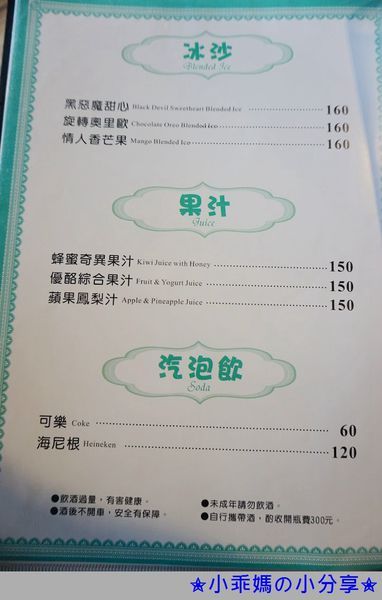 冰沙
Blended Ice
黑惡魔甜心 Black Devil Sweetheart Blended Ice 160
旋轉奧里歐 Chocolate Oreo Blended Ice 160
情人香芒果 Mango Blended Ice 160
果汁
Juice
蜂蜜奇異果汁 Kiwi Juice with Honey 150
優酪綜合果汁 Fruit & Yogurt Juice 150
蘋果鳳梨汁 Apple & Pineapple Juice 150
汽泡飲
Soda
可樂 Coke 60
海尼根 Heineken 120
●飲酒過量，有害健康。 ●未成年請勿飲酒。
●酒後不開車，安全有保障。 ●自行攜帶酒，酌收開瓶費300元。
★小乖媽の小分享★